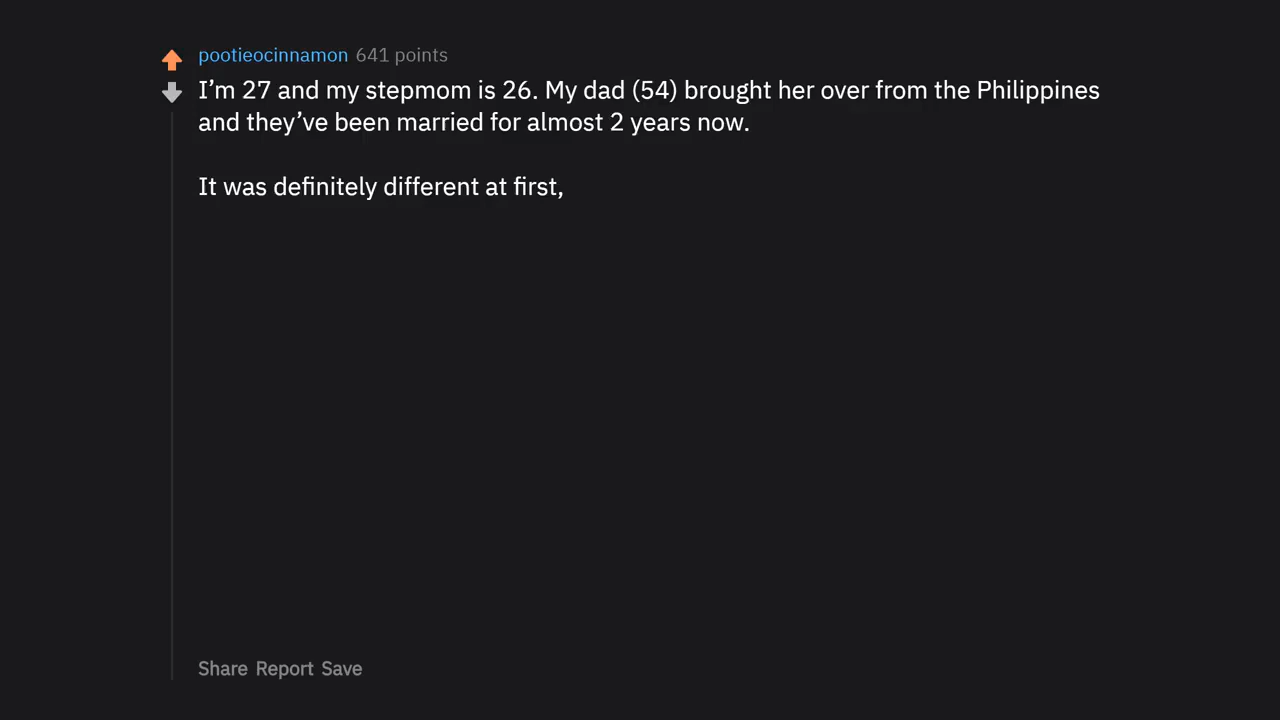 pootieocinnamon 641 points
I’m 27 and my stepmom is 26. My dad (54) brought her over from the Philippines
and they’ve been married for almost 2 years now.
It was definitely different at first,
Share Report Save